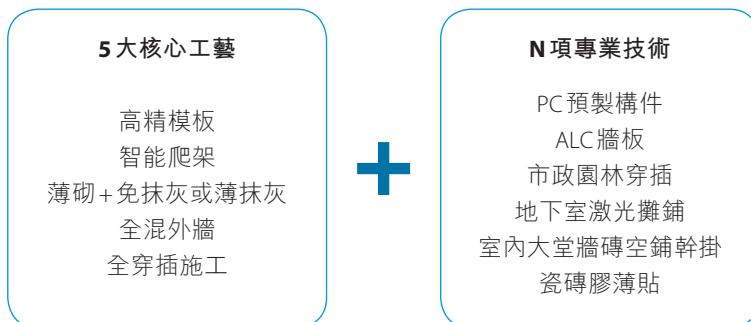 5大核心工藝
高精模板
智能爬架
薄砌+免抹灰或薄抹灰
全混外牆
全穿插施工
+
N項專業技術
PC預製構件
ALC牆板
市政園林穿插
地下室激光攤鋪
室內大堂牆磚空鋪幹掛
瓷磚膠薄貼